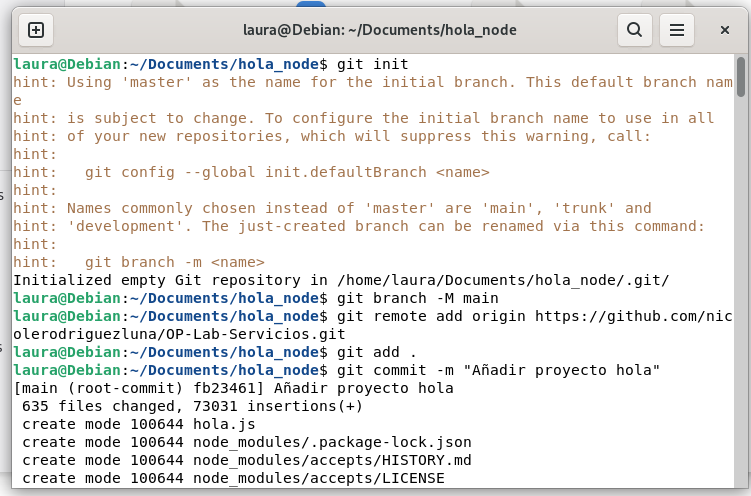 laura@Debian: ~/Documents/hola_node
laura@Debian:~/Documents/hola_node$ git init
hint: Using 'master' as the name for the initial branch. This default branch nam
e
hint: is subject to change. To configure the initial branch name to use in all
hint: of your new repositories, which will suppress this warning, call:
hint:
hint:   git config --global init.defaultBranch <name>
hint:
hint: Names commonly chosen instead of 'master' are 'main', 'trunk' and
hint: 'development'. The just-created branch can be renamed via this command:
hint:
hint:   git branch -m <name>
Initialized empty Git repository in /home/laura/Documents/hola_node/.git/
laura@Debian:~/Documents/hola_node$ git branch -M main
laura@Debian:~/Documents/hola_node$ git remote add origin https://github.com/nic
olerodriguezluna/OP-Lab-Servicios.git
laura@Debian:~/Documents/hola_node$ git add .
laura@Debian:~/Documents/hola_node$ git commit -m "Añadir proyecto hola"
[main (root-commit) fb23461] Añadir proyecto hola
 635 files changed, 73031 insertions(+)
 create mode 100644 hola.js
 create mode 100644 node_modules/.package-lock.json
 create mode 100644 node_modules/accepts/HISTORY.md
 create mode 100644 node_modules/accepts/LICENSE